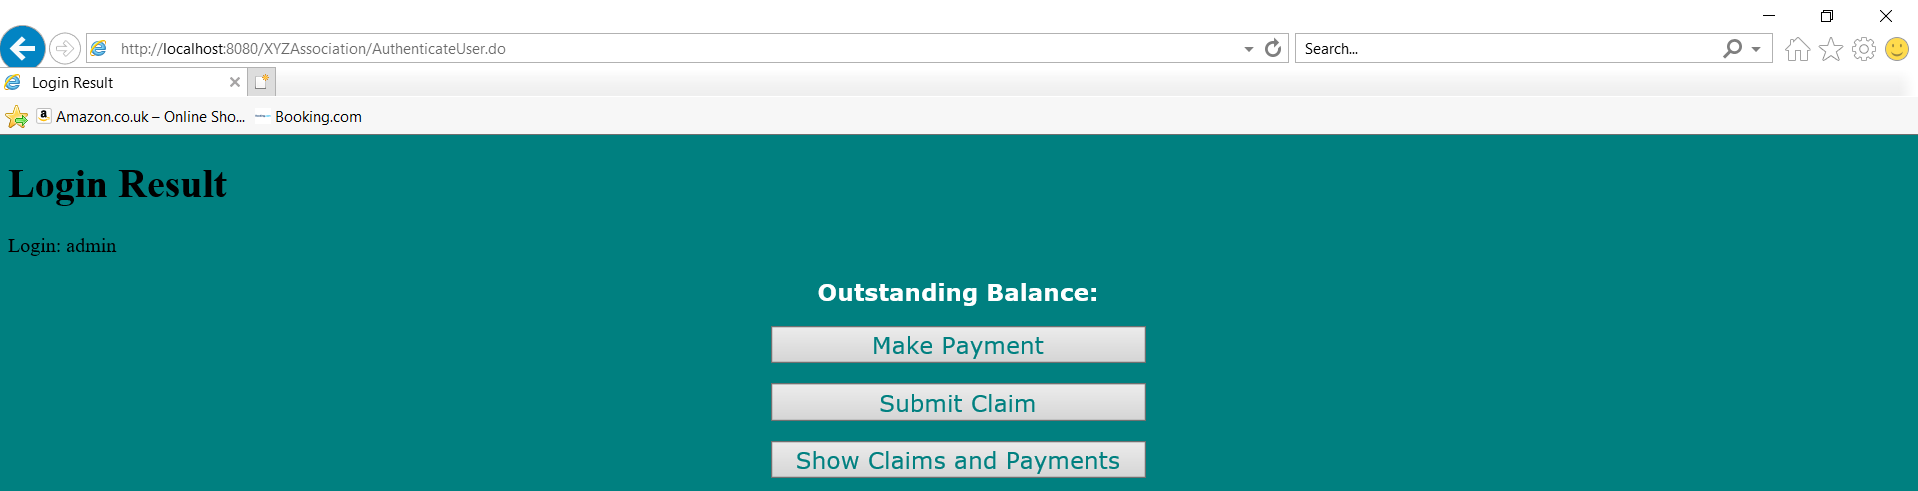 http://localhost:8080/XYZAssociation/AuthenticateUser.do
Search...
Login Result
Amazon.co.uk – Online Sho... Booking.com
Login Result
Login: admin
Outstanding Balance:
Make Payment
Submit Claim
Show Claims and Payments